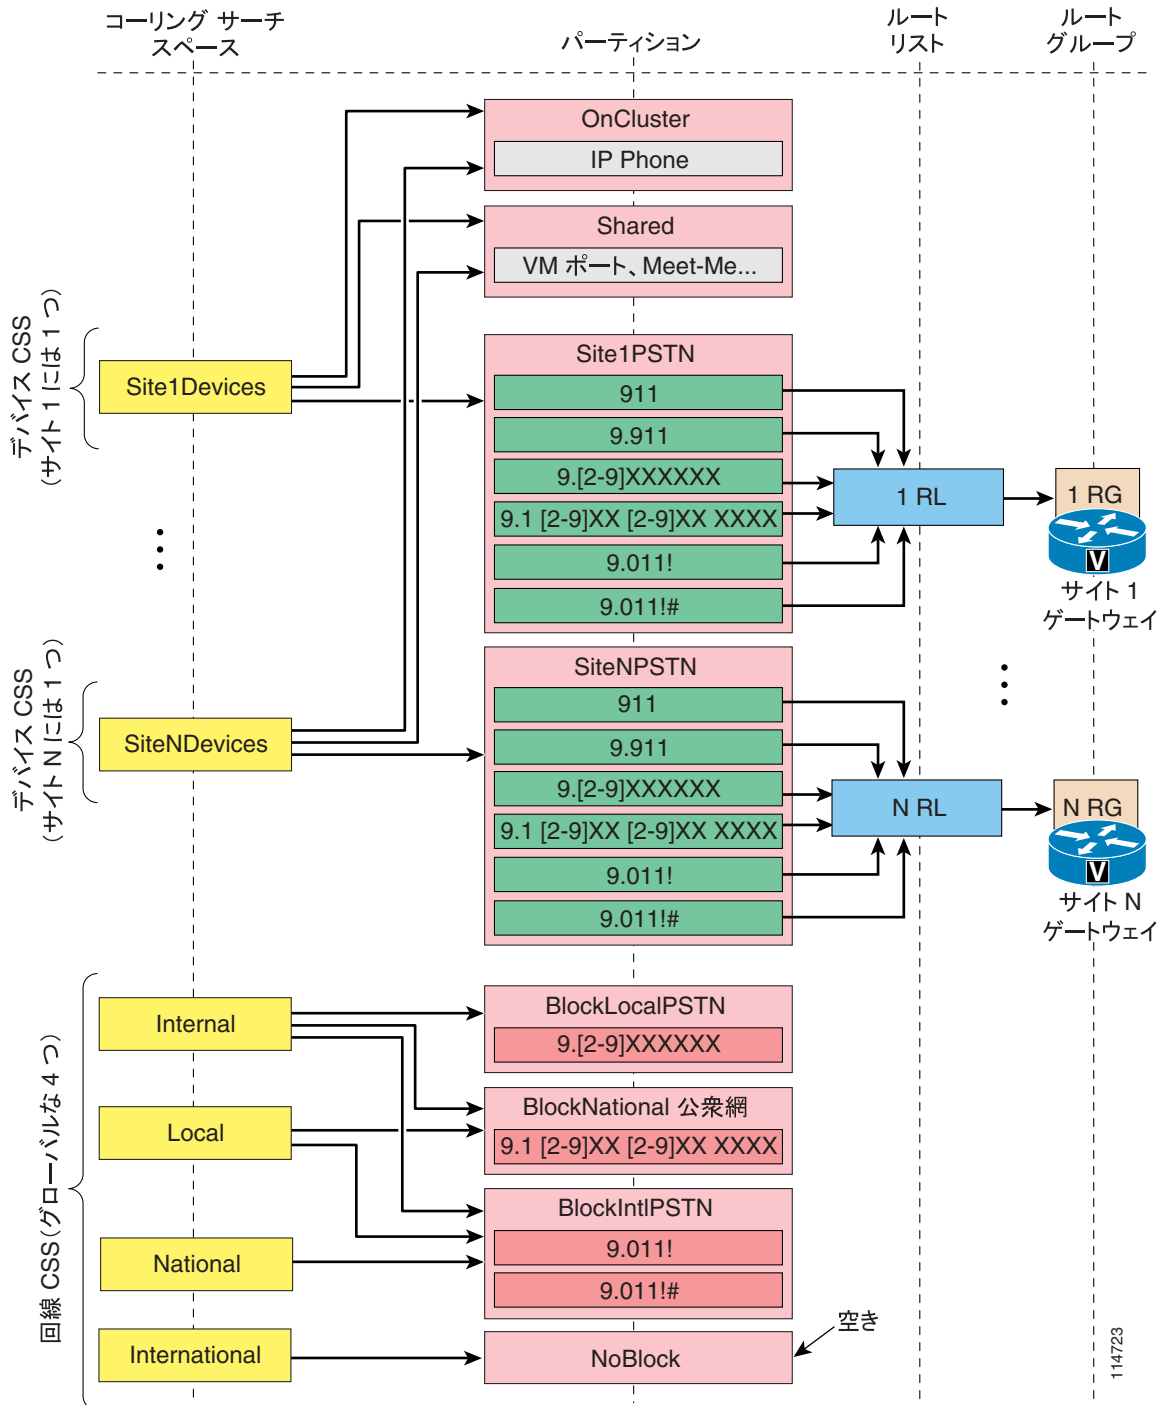 コーリング サーチ
スペース
パーティション
ルート
リスト
ルート
グループ
OnCluster
IP Phone
Shared
VM ポート、Meet-Me...
デバイス CSS
(サイト 1 には 1 つ)
Site1Devices
Site1PSTN
911
9.911
9.[2-9]XXXXXX
9.1 [2-9]XX [2-9]XX XXXX
9.011!
9.011!#
1 RL
1 RG
V
サイト 1
ゲートウェイ
デバイス CSS
(サイト N には 1 つ)
SiteNDevices
SiteNPSTN
911
9.911
9.[2-9]XXXXXX
9.1 [2-9]XX [2-9]XX XXXX
9.011!
9.011!#
N RL
N RG
V
サイト N
ゲートウェイ
回線 CSS(グローバルな 4 つ)
Internal
BlockLocalPSTN
9.[2-9]XXXXXX
Local
BlockNational 公衆網
9.1 [2-9]XX [2-9]XX XXXX
National
BlockIntlPSTN
9.011!
9.011!#
International
NoBlock
空き
114723